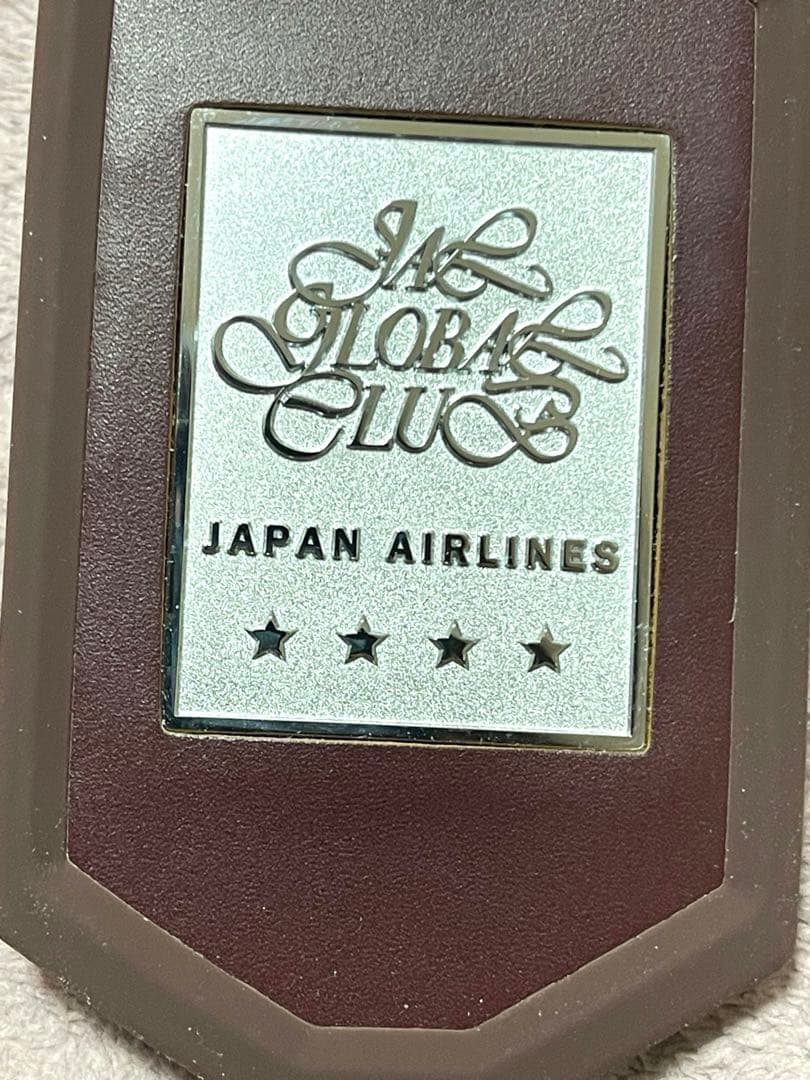 JAL
GLOBAL
CLUB
JAPAN AIRLINES
★ ★ ★ ★